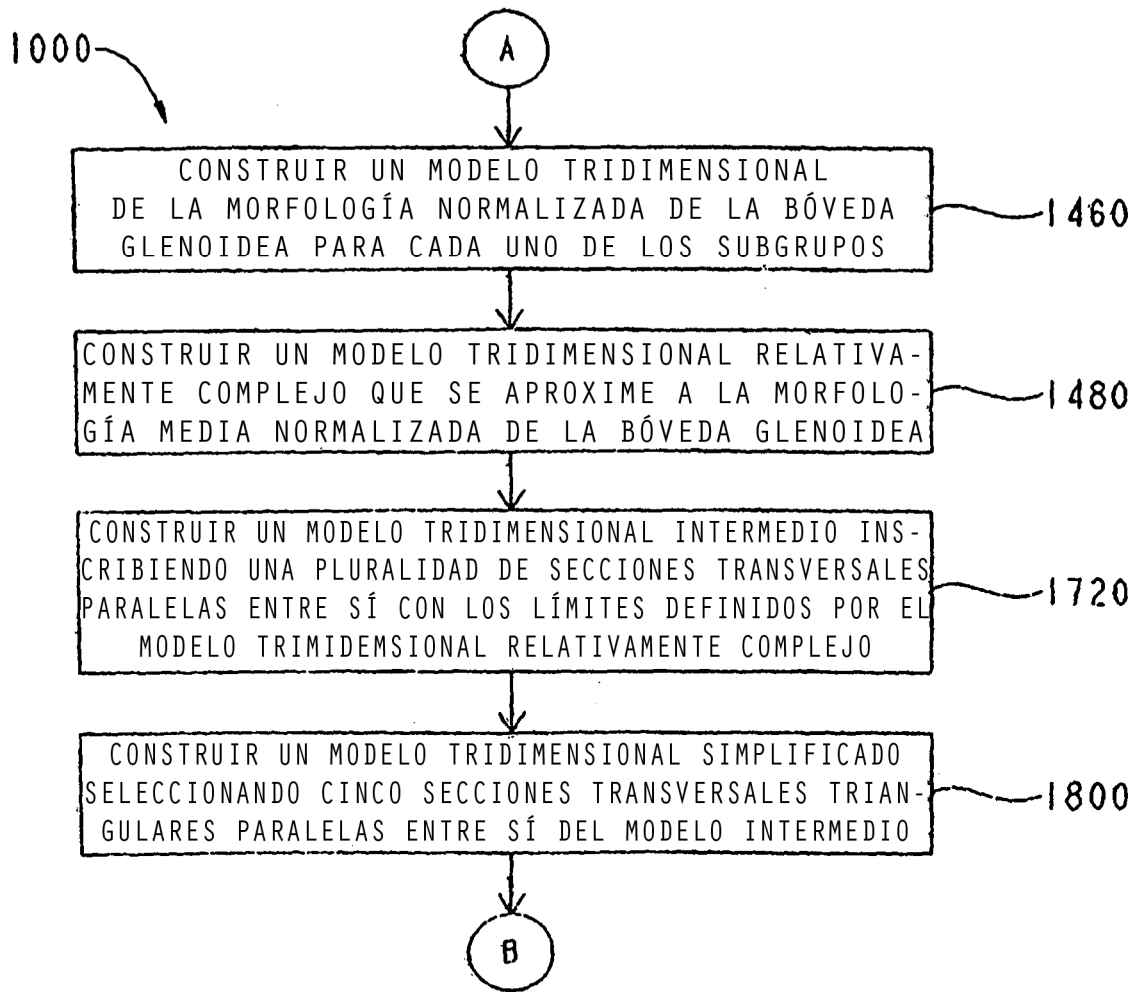 1000
A
CONSTRUIR UN MODELO TRIDIMENSIONAL
DE LA MORFOLOGÍA NORMALIZADA DE LA BÓVEDA
GLENOIDEA PARA CADA UNO DE LOS SUBGRUPOS
1460
CONSTRUIR UN MODELO TRIDIMENSIONAL RELATIVA-
MENTE COMPLEJO QUE SE APROXIME A LA MORFOLO-
GÍA MEDIA NORMALIZADA DE LA BÓVEDA GLENOIDEA
1480
CONSTRUIR UN MODELO TRIDIMENSIONAL INTERMEDIO INS-
CRIBIENDO UNA PLURALIDAD DE SECCIONES TRANSVERSALES
PARALELAS ENTRE SÍ CON LOS LÍMITES DEFINIDOS POR EL
MODELO TRIMIDEMSIONAL RELATIVAMENTE COMPLEJO
1720
CONSTRUIR UN MODELO TRIDIMENSIONAL SIMPLIFICADO
SELECCIONANDO CINCO SECCIONES TRANSVERSALES TRIAN-
GULARES PARALELAS ENTRE SÍ DEL MODELO INTERMEDIO
1800
B